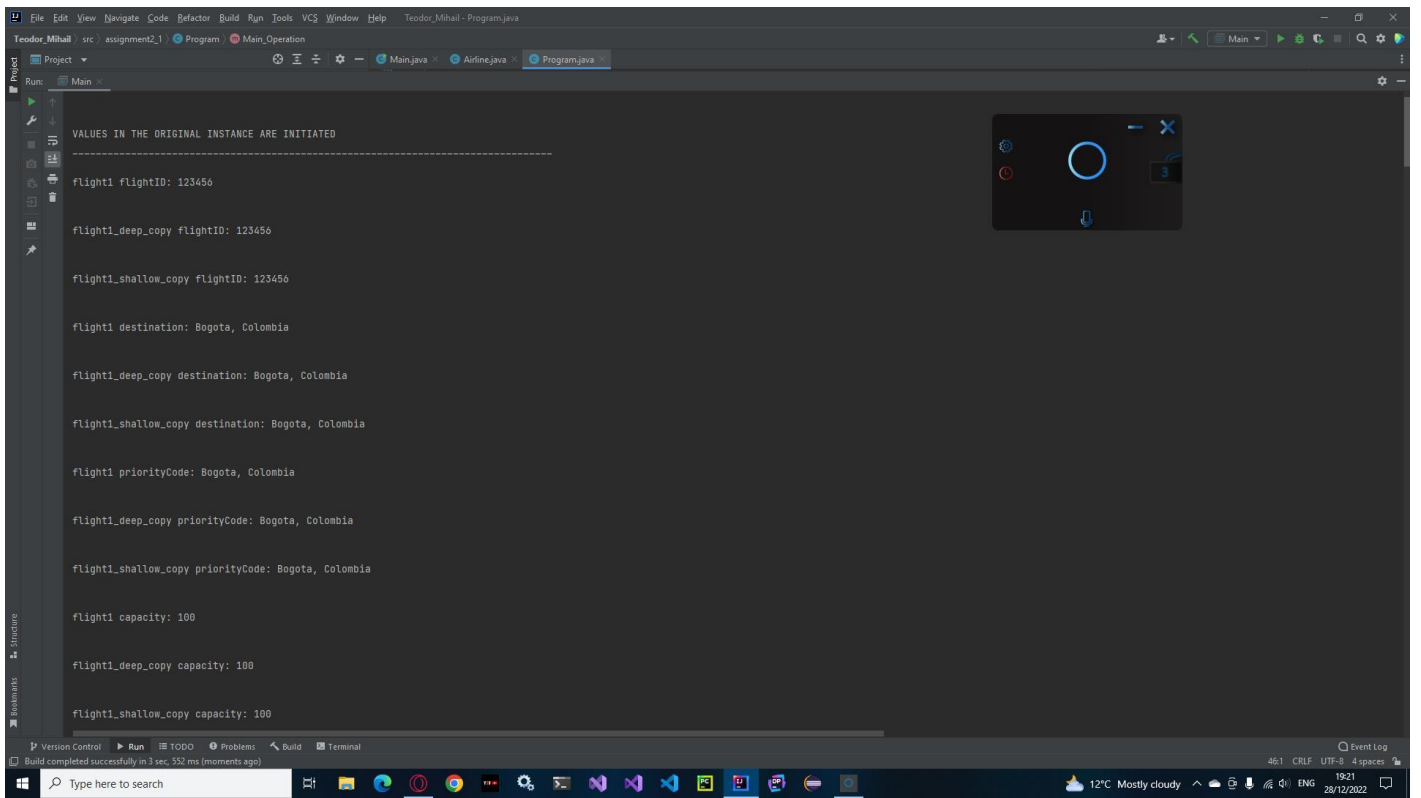 File Edit View Navigate Code Refactor Build Run Tools VCS Window Help Teodor_Mihail - Program.java
Teodor_Mihail src assignment2_1 Program Main_Operation Main
Project Main.java Airline.java Program.java
Run: Main
Project
VALUES IN THE ORIGINAL INSTANCE ARE INITIATED
--------------------------------------------------------------------------------
flight1 flightID: 123456
flight1_deep_copy flightID: 123456
flight1_shallow_copy flightID: 123456
flight1 destination: Bogota, Colombia
flight1_deep_copy destination: Bogota, Colombia
flight1_shallow_copy destination: Bogota, Colombia
flight1 priorityCode: Bogota, Colombia
flight1_deep_copy priorityCode: Bogota, Colombia
flight1_shallow_copy priorityCode: Bogota, Colombia
flight1 capacity: 100
flight1_deep_copy capacity: 100
flight1_shallow_copy capacity: 100
3
Structure
Bookmarks
Version Control Run TODO Problems Build Terminal Event Log
Build completed successfully in 3 sec, 552 ms (moments ago) 46:1 CRLF UTF-8 4 spaces
Type here to search 12°C Mostly cloudy ENG 19:21
28/12/2022